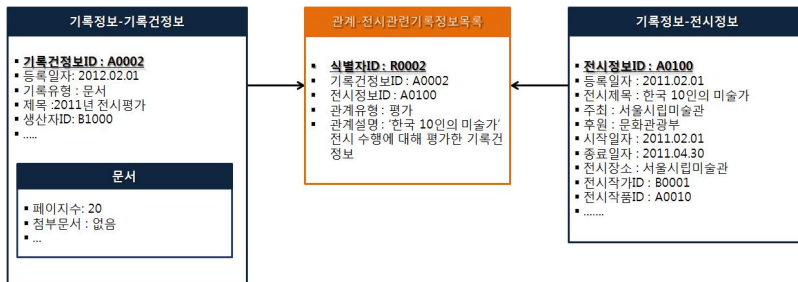 기록정보-기록건정보
▪ 기록건정보ID : A0002
▪ 등록일자: 2012.02.01
▪ 기록유형 : 문서
▪ 제목 :2011년 전시평가
▪ 생산자ID: B1000
▪ .....
문서
▪ 페이지수: 20
▪ 첨부문서 : 없음
▪ ...
관계-전시관련기록정보목록
▪ 식별자ID : R0002
▪ 기록건정보ID : A0002
▪ 전시정보ID : A0100
▪ 관계유형 : 평가
▪ 관계설명 : '한국 10인의 미술가'
전시 수행에 대해 평가한 기록건
정보
기록정보-전시정보
▪ 전시정보ID : A0100
▪ 등록일자 : 2011.02.01
▪ 전시제목 : 한국 10인의 미술가
▪ 주최 : 서울시립미술관
▪ 후원 : 문화관광부
▪ 시작일자 : 2011.02.01
▪ 종료일자 : 2011.04.30
▪ 전시장소 : 서울시립미술관
▪ 전시작가ID : B0001
▪ 전시작품ID : A0010
▪ .......